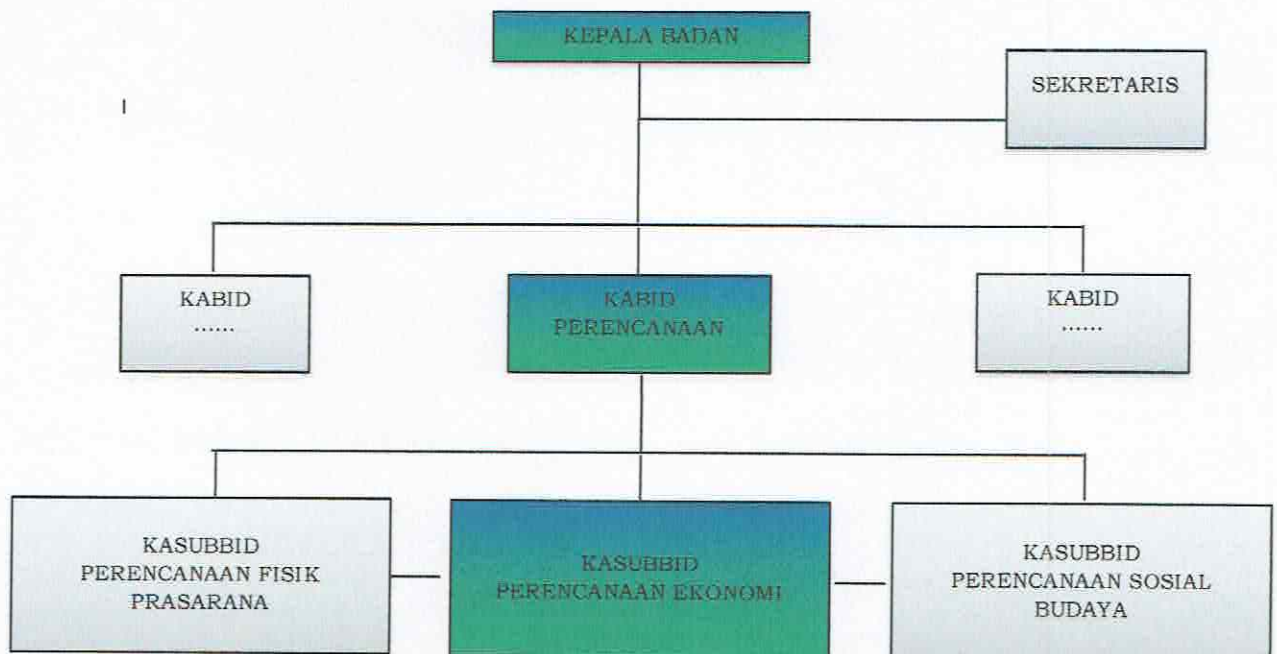 KEPALA BADAN
SEKRETARIS
KABID
......
KABID
PERENCANAAN
KABID
......
KASUBBID
PERENCANAAN FISIK
PRASARANA
KASUBBID
PERENCANAAN EKONOMI
KASUBBID
PERENCANAAN SOSIAL
BUDAYA